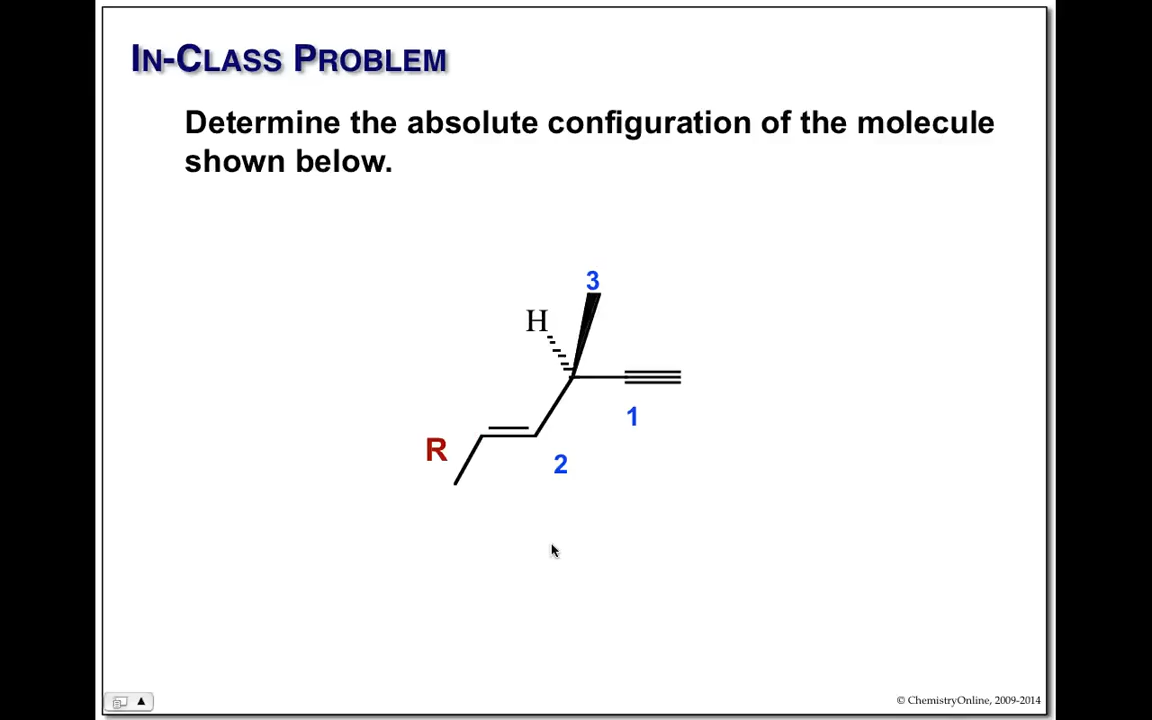 IN-CLASS PROBLEM
Determine the absolute configuration of the molecule
shown below.
3
H
1
R
2
© ChemistryOnline, 2009-2014